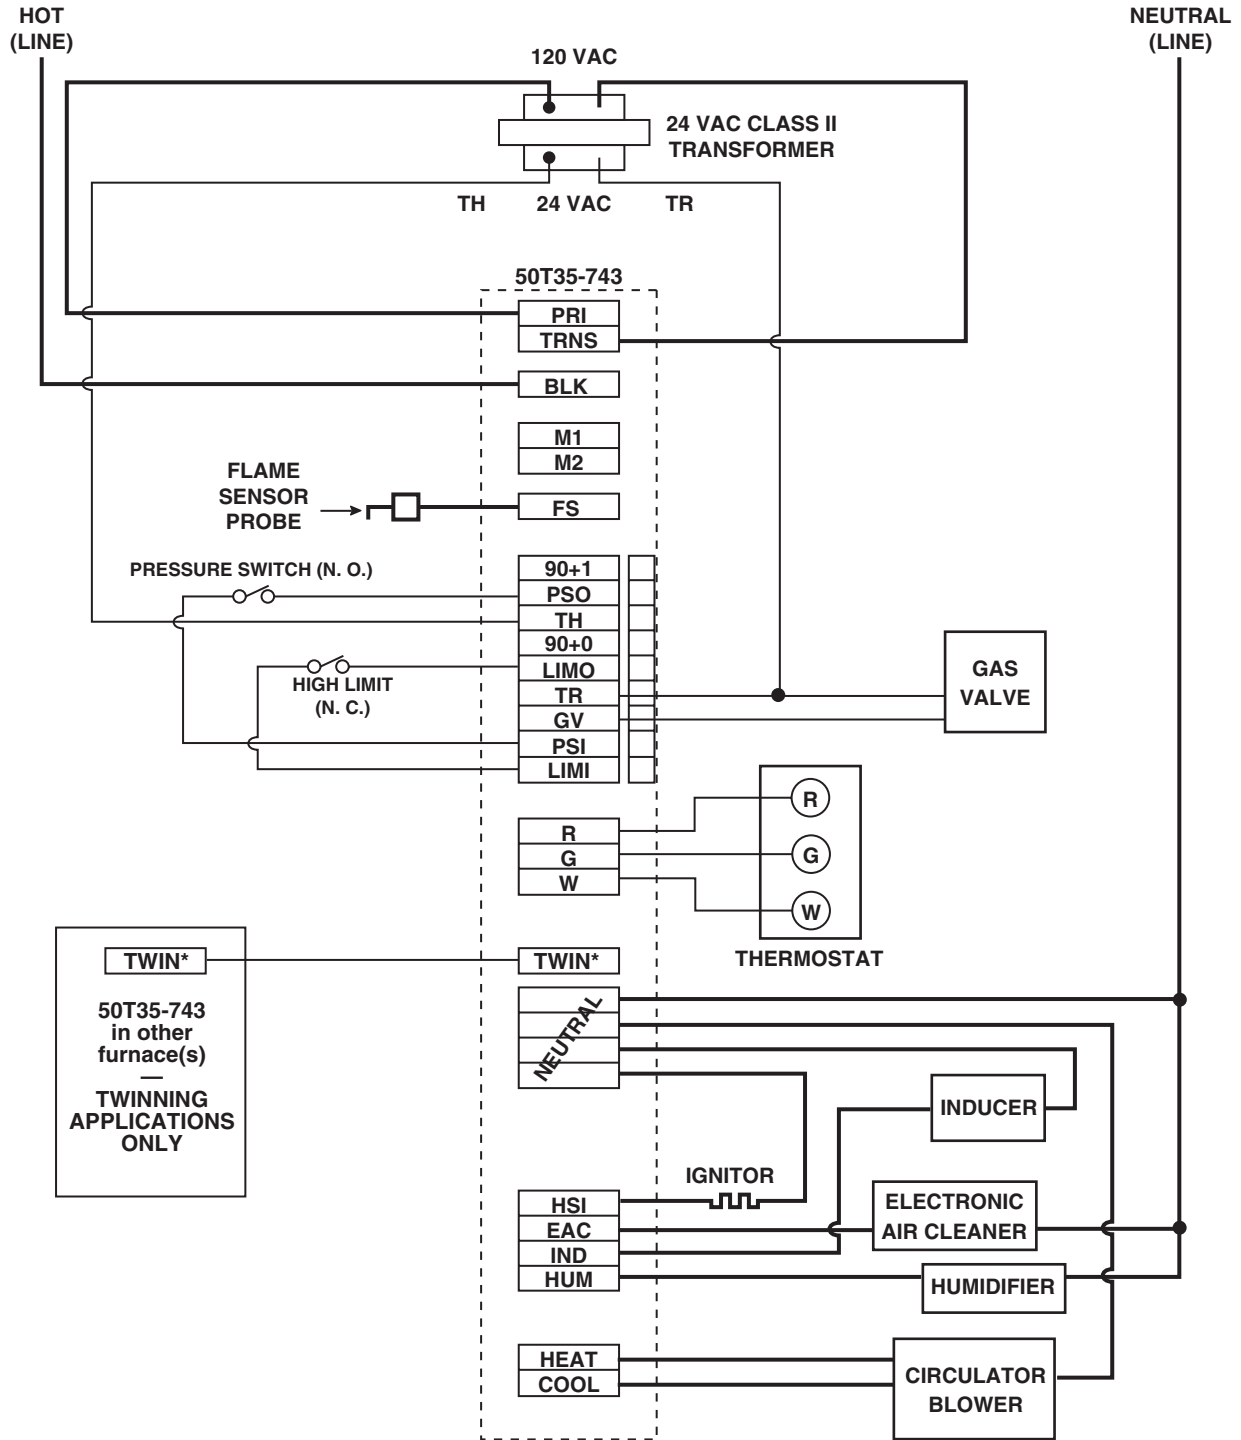 HOT
(LINE)
NEUTRAL
(LINE)
120 VAC
24 VAC CLASS II
TRANSFORMER
TH
24 VAC
TR
50T35-743
PRI
TRNS
BLK
M1
M2
FLAME
SENSOR
PROBE
FS
PRESSURE SWITCH (N. O.)
90+1
PSO
TH
90+0
LIMO
TR
GV
PSI
LIMI
HIGH LIMIT
(N. C.)
GAS
VALVE
R
G
W
R
G
W
THERMOSTAT
TWIN*
TWIN*
50T35-743
in other
furnace(s)
—
TWINNING
APPLICATIONS
ONLY
NEUTRAL
INDUCER
IGNITOR
HSI
EAC
IND
HUM
ELECTRONIC
AIR CLEANER
HUMIDIFIER
HEAT
COOL
CIRCULATOR
BLOWER